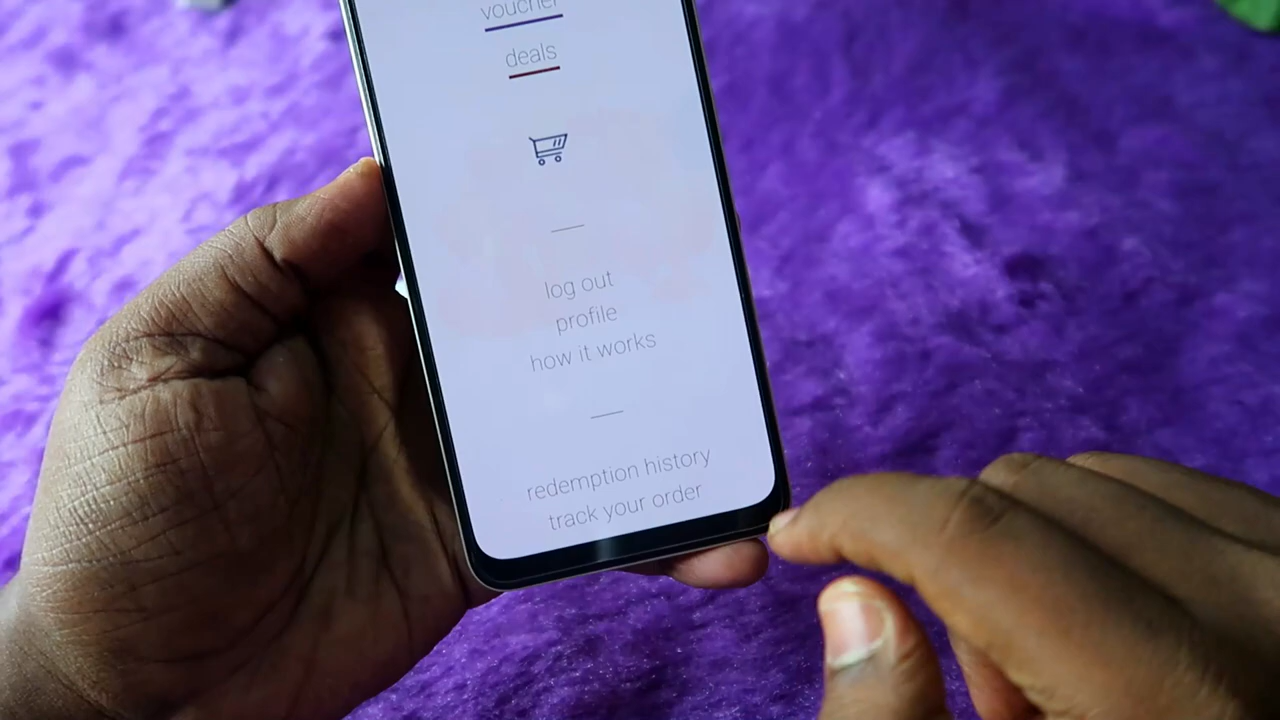 voucher
deals
log out
profile
how it works
redemption history
track your order